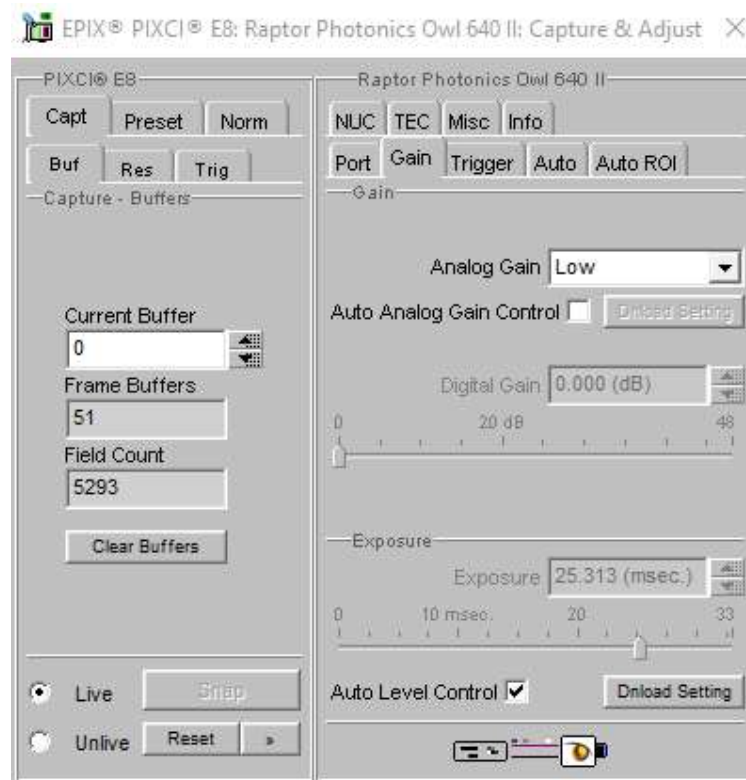 EPIX® PIXCI® E8: Raptor Photonics Owl 640 II: Capture & Adjust
PIXCI® E8
Capt Preset Norm
Buf Res Trig
Capture - Buffers
Current Buffer
0
Frame Buffers
51
Field Count
5293
Clear Buffers
Live Snap
Unlive Reset »
Raptor Photonics Owl 640 II
NUC TEC Misc Info
Port Gain Trigger Auto Auto ROI
Gain
Analog Gain Low
Auto Analog Gain Control Dnload Setting
Digital Gain 0.000 (dB)
0 20 dB 48
Exposure
Exposure 25.313 (msec.)
0 10 msec. 20 33
Auto Level Control Dnload Setting